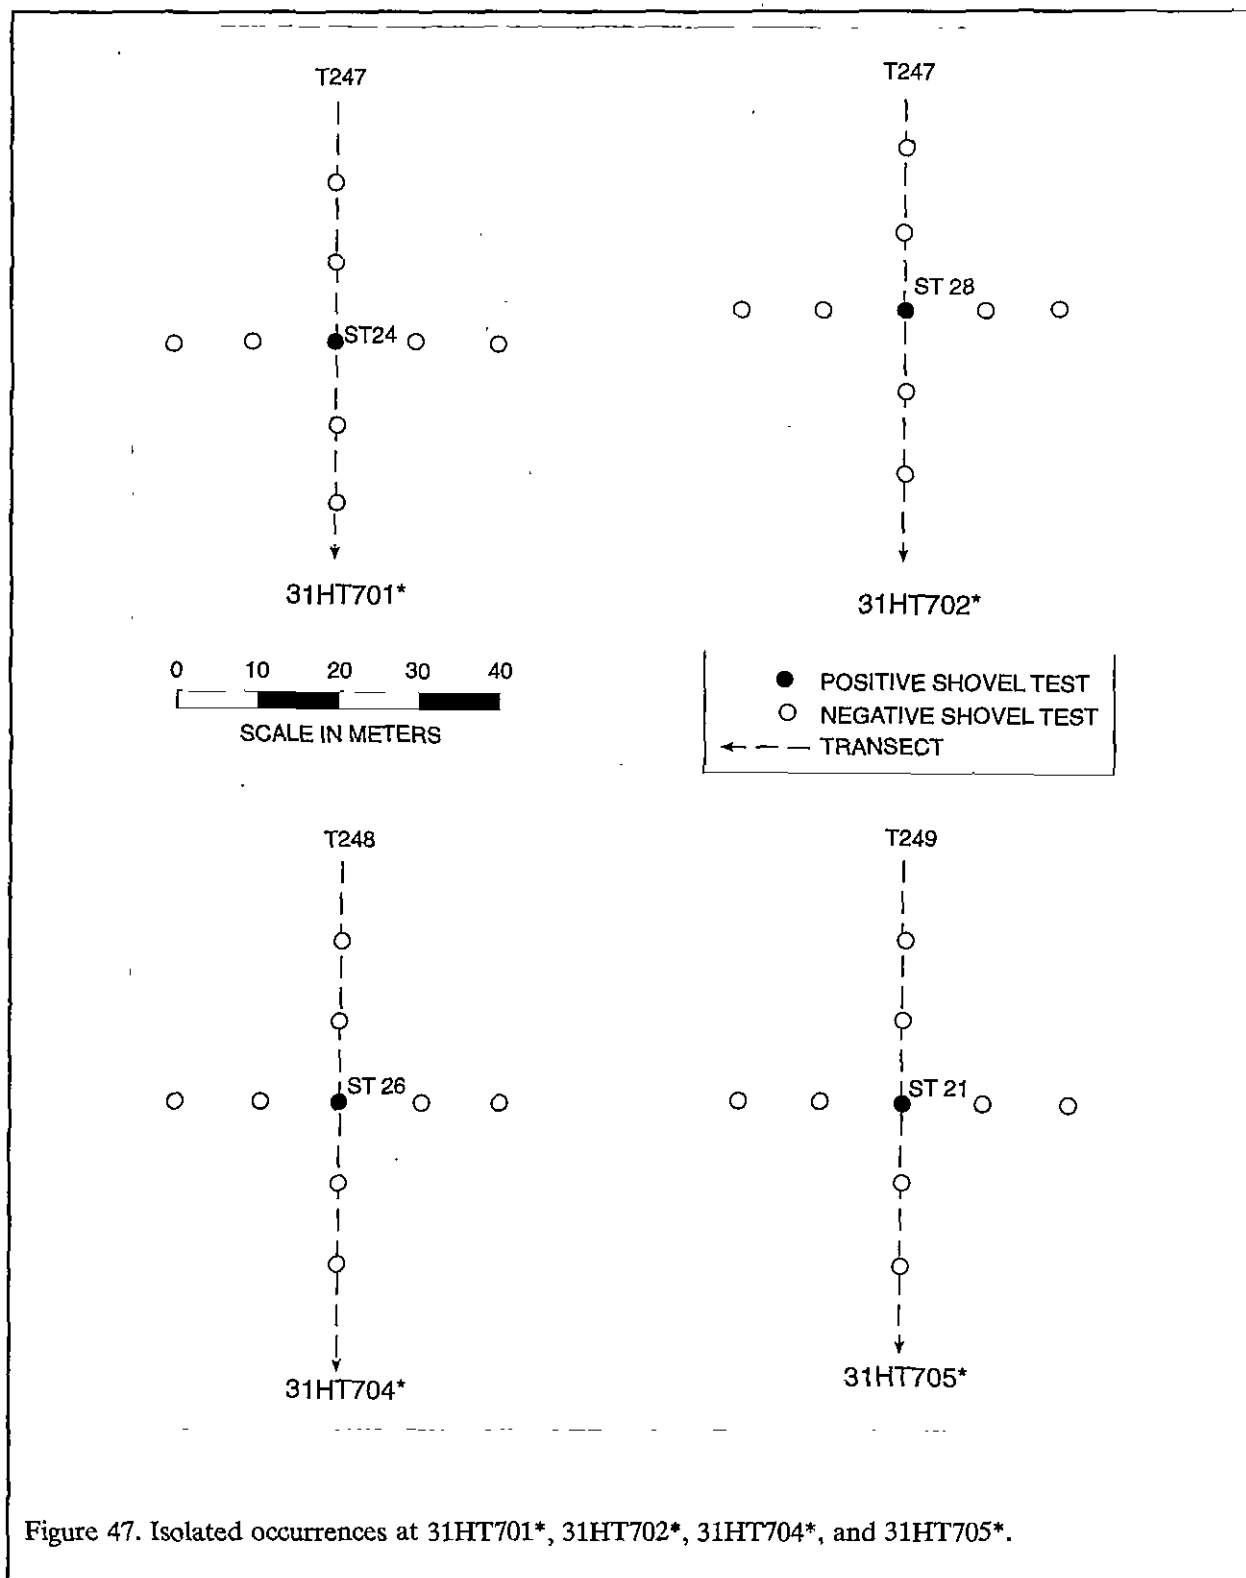 T247
ST24
31HT701*
T247
ST 28
31HT702*
0 10 20 30 40
SCALE IN METERS
POSITIVE SHOVEL TEST
NEGATIVE SHOVEL TEST
TRANSECT
T248
ST 26
31HT704*
T249
ST 21
31HT705*
Figure 47. Isolated occurrences at 31HT701*, 31HT702*, 31HT704*, and 31HT705*.